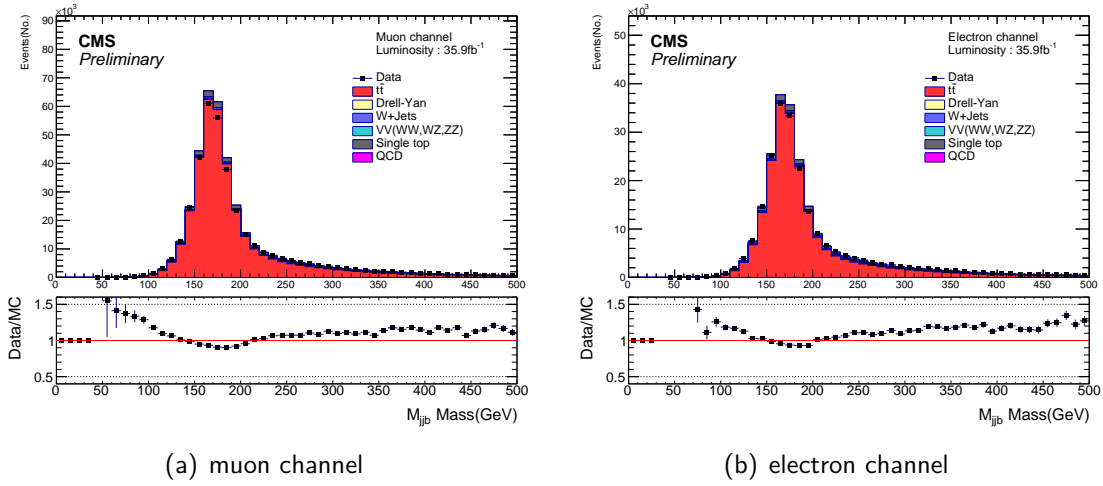 ×10³
Events(No.)
90
80
70
60
50
40
30
20
10
0
CMS
Preliminary
Muon channel
Luminosity : 35.9fb⁻¹
Data
tt̄
Drell-Yan
W+Jets
VV(WW,WZ,ZZ)
Single top
QCD
0 50 100 150 200 250 300 350 400 450 500
Data/MC
1.5
1
0.5
0 50 100 150 200 250 300 350 400 450 500
M_jjb Mass(GeV)
(a) muon channel
×10³
Events(No.)
50
40
30
20
10
0
CMS
Preliminary
Electron channel
Luminosity : 35.9fb⁻¹
Data
tt̄
Drell-Yan
W+Jets
VV(WW,WZ,ZZ)
Single top
QCD
0 50 100 150 200 250 300 350 400 450 500
Data/MC
1.5
1
0.5
0 50 100 150 200 250 300 350 400 450 500
M_jjb Mass(GeV)
(b) electron channel